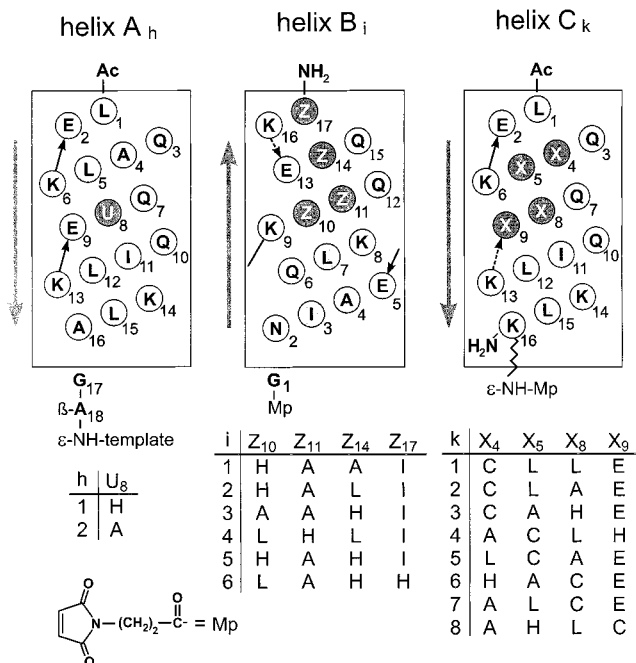 helix A h
Ac
L 1
E 2
Q 3
A 4
L 5
K 6
Q 7
U 8
E 9
Q 10
I 11
L 12
K 13
K 14
L 15
A 16
G17
ß-A18
ε-NH-template
h U8
1 H
2 A
helix B i
NH2
Z 17
K 16
Q 15
Z 14
E 13
Q 12
Z 11
Z 10
K 9
K 8
L 7
Q 6
E 5
A 4
I 3
N 2
G1
Mp
i Z10 Z11 Z14 Z17
1 H A A I
2 H A L I
3 A A H I
4 L H L I
5 H A H I
6 L A H H
helix C k
Ac
L 1
E 2
Q 3
X 4
X 5
K 6
Q 7
X 8
X 9
Q 10
I 11
L 12
K 13
K 14
L 15
K 16
H2N
ε-NH-Mp
k X4 X5 X8 X9
1 C L L E
2 C L A E
3 C A H E
4 A C L H
5 L C A E
6 H A C E
7 A L C E
8 A H L C
O
O
N-(CH2)2-C- = Mp
O